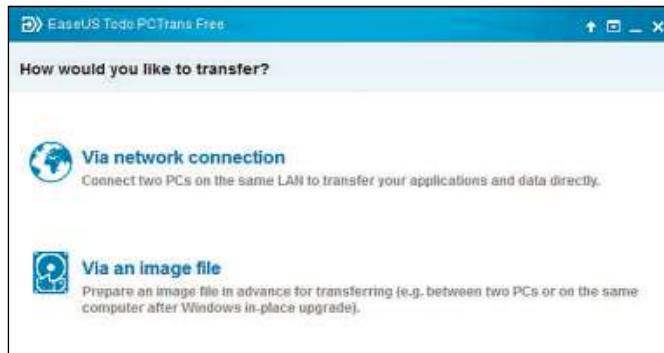 EaseUS Todo PCTrans Free
How would you like to transfer?
Via network connection
Connect two PCs on the same LAN to transfer your applications and data directly.
Via an image file
Prepare an image file in advance for transferring (e.g. between two PCs or on the same
computer after Windows in-place upgrade).